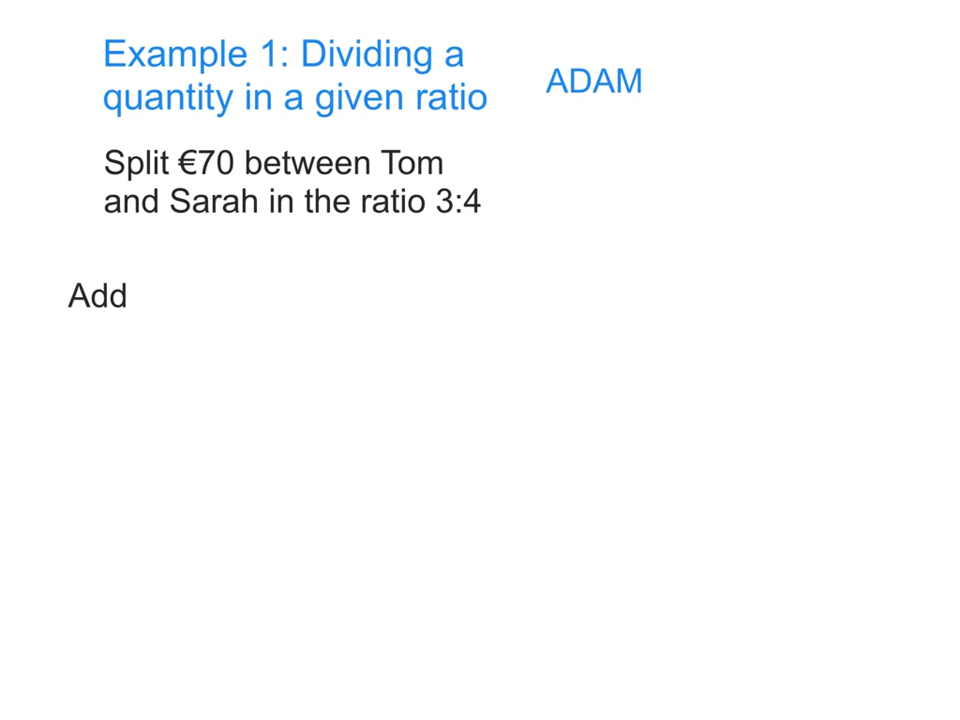 Example 1: Dividing a
quantity in a given ratio
ADAM
Split €70 between Tom
and Sarah in the ratio 3:4
Add